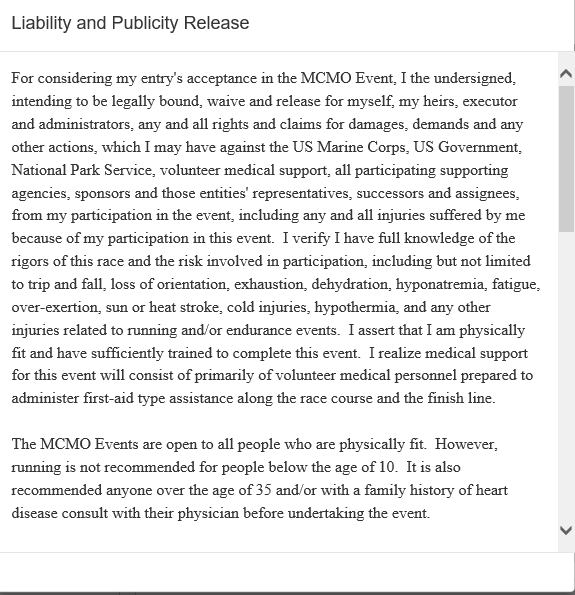 Liability and Publicity Release
For considering my entry's acceptance in the MCMO Event, I the undersigned,
intending to be legally bound, waive and release for myself, my heirs, executor
and administrators, any and all rights and claims for damages, demands and any
other actions, which I may have against the US Marine Corps, US Government,
National Park Service, volunteer medical support, all participating supporting
agencies, sponsors and those entities' representatives, successors and assignees,
from my participation in the event, including any and all injuries suffered by me
because of my participation in this event.  I verify I have full knowledge of the
rigors of this race and the risk involved in participation, including but not limited
to trip and fall, loss of orientation, exhaustion, dehydration, hyponatremia, fatigue,
over-exertion, sun or heat stroke, cold injuries, hypothermia, and any other
injuries related to running and/or endurance events.  I assert that I am physically
fit and have sufficiently trained to complete this event.  I realize medical support
for this event will consist of primarily of volunteer medical personnel prepared to
administer first-aid type assistance along the race course and the finish line.
The MCMO Events are open to all people who are physically fit.  However,
running is not recommended for people below the age of 10.  It is also
recommended anyone over the age of 35 and/or with a family history of heart
disease consult with their physician before undertaking the event.